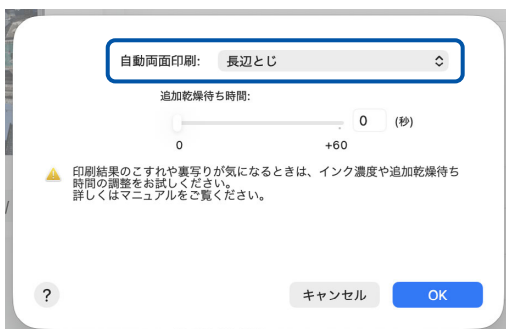 自動両面印刷: 長辺とじ
追加乾燥待ち時間:
0 (秒)
0 +60
印刷結果のこすれや裏写りが気になるときは、インク濃度や追加乾燥待ち
時間の調整をお試しください。
詳しくはマニュアルをご覧ください。
? キャンセル OK